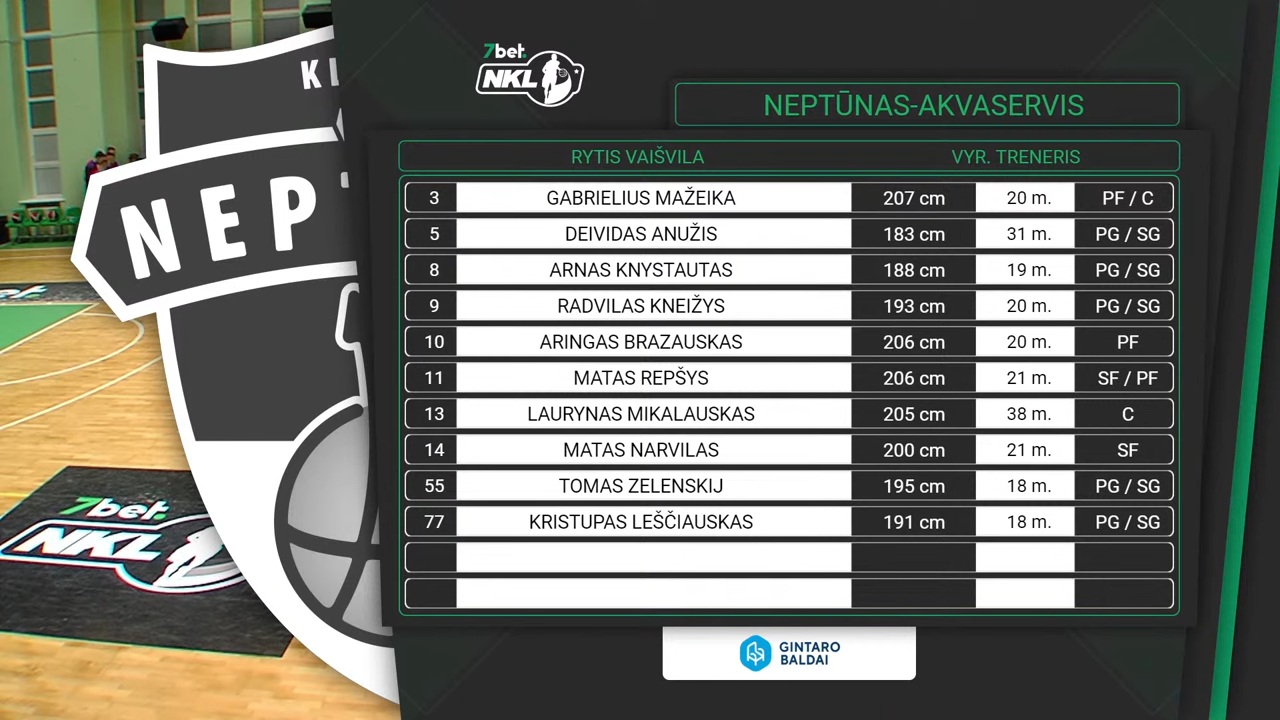 7bet.
NKL
NEPTŪNAS-AKVASERVIS
RYTIS VAIŠVILA VYR. TRENERIS
3 GABRIELIUS MAŽEIKA 207 cm 20 m. PF / C
5 DEIVIDAS ANUŽIS 183 cm 31 m. PG / SG
8 ARNAS KNYSTAUTAS 188 cm 19 m. PG / SG
9 RADVILAS KNEIŽYS 193 cm 20 m. PG / SG
10 ARINGAS BRAZAUSKAS 206 cm 20 m. PF
11 MATAS REPŠYS 206 cm 21 m. SF / PF
13 LAURYNAS MIKALAUSKAS 205 cm 38 m. C
14 MATAS NARVILAS 200 cm 21 m. SF
55 TOMAS ZELENSKIJ 195 cm 18 m. PG / SG
77 KRISTUPAS LEŠČIAUSKAS 191 cm 18 m. PG / SG
GINTARO
BALDAI
KL
NEPT
7bet.
NKL